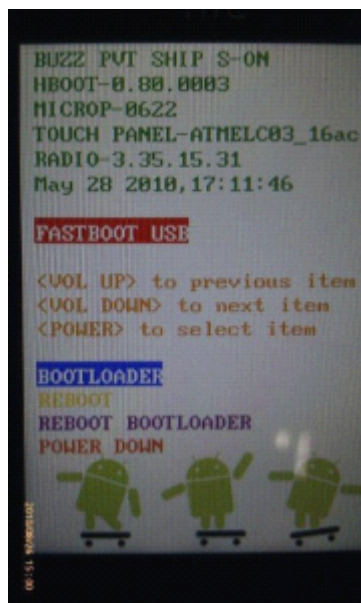 BUZZ PVT SHIP S-ON
HBOOT-0.80.0003
MICROP-0622
TOUCH PANEL-ATMELC03_16ac
RADIO-3.35.15.31
May 28 2010,17:11:46
FASTBOOT USB
<VOL UP> to previous item
<VOL DOWN> to next item
<POWER> to select item
BOOTLOADER
REBOOT
REBOOT BOOTLOADER
POWER DOWN